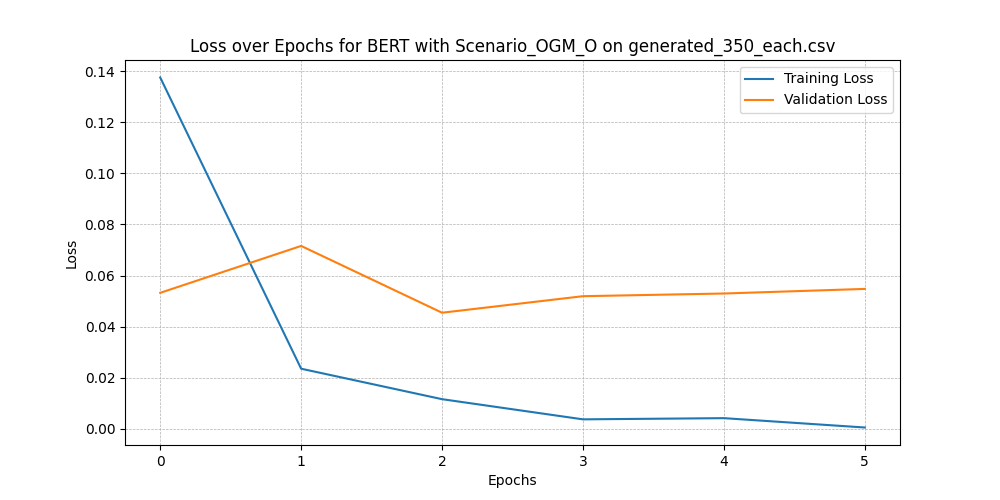 Loss over Epochs for BERT with Scenario_OGM_O on generated_350_each.csv
Training Loss
Validation Loss
Loss
0.14
0.12
0.10
0.08
0.06
0.04
0.02
0.00
0 1 2 3 4 5
Epochs